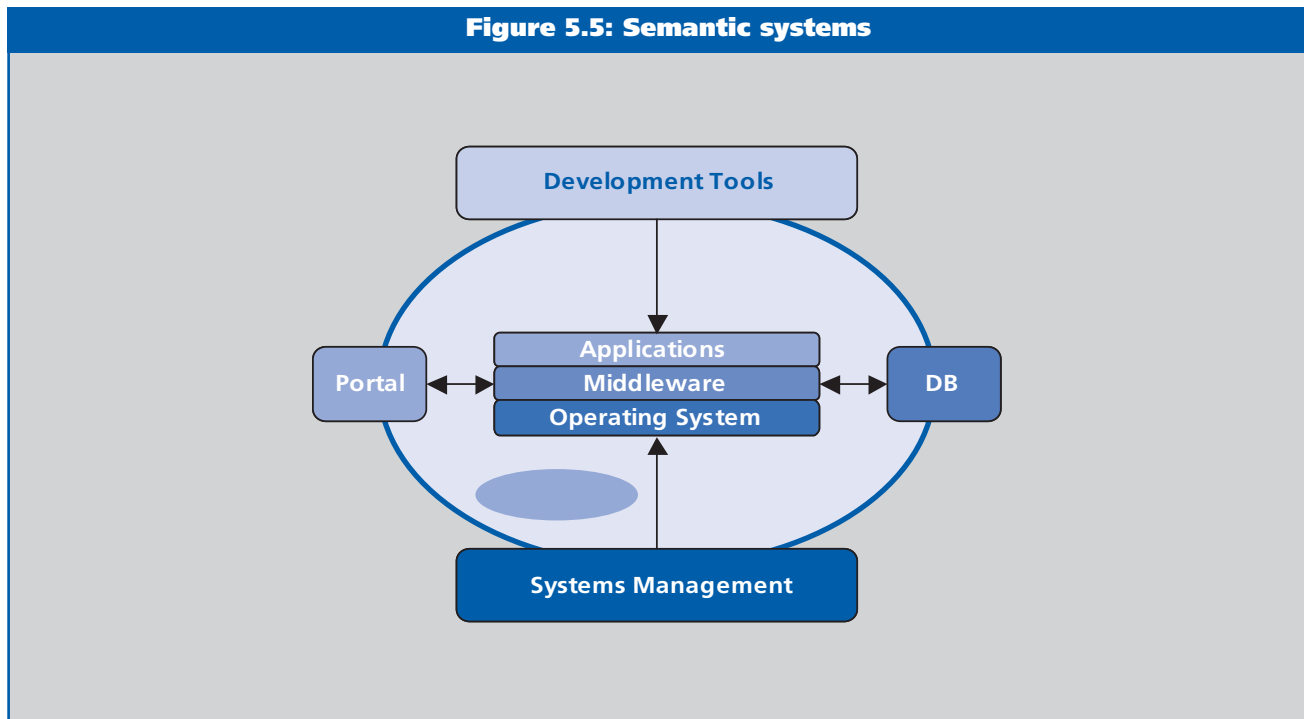 Figure 5.5: Semantic systems
Development Tools
Applications
Portal
Middleware
DB
Operating System
Systems Management